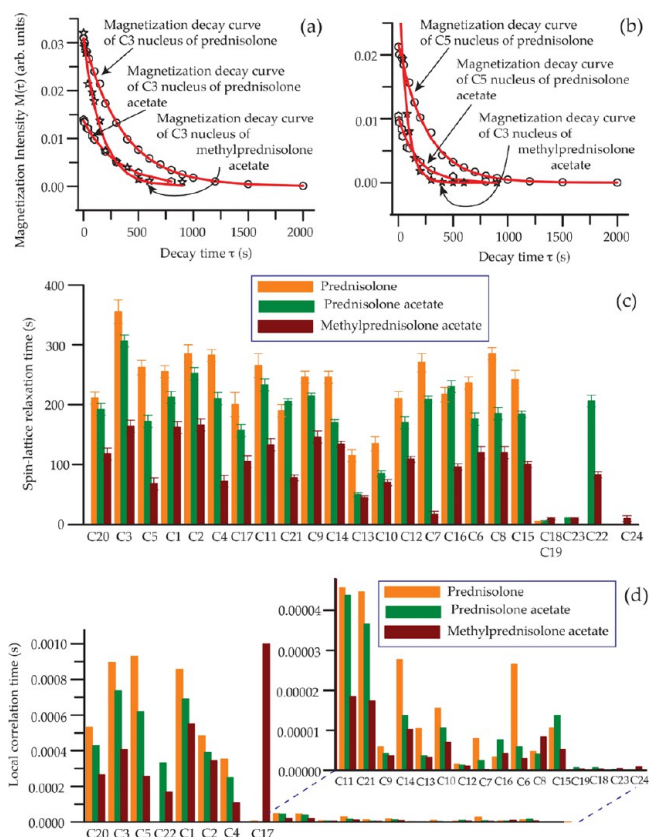 (a)
Magnetization decay curve
of C3 nucleus of prednisolone
Magnetization decay curve
of C3 nucleus of prednisolone
acetate
Magnetization decay curve
of C3 nucleus of
methylprednisolone
acetate
Magnetization Intensity M(τ) (arb. units)
0.03
0.01
0.01
0.00
0 500 1000 1500 2000
Decay time τ (s)
(b)
Magnetization decay curve
of C5 nucleus of prednisolone
Magnetization decay curve
of C5 nucleus of prednisolone
acetate
Magnetization decay curve
of C3 nucleus of
methylprednisolone
acetate
0.02
0.01
0.00
0 500 1000 1500 2000
Decay time τ (s)
(c)
Prednisolone
Prednisolone acetate
Methylprednisolone acetate
Spin-lattice relaxation time (s)
400
300
200
100
0
C20 C3 C5 C1 C2 C4 C17 C11 C21 C9 C14 C13 C10 C12 C7 C16 C6 C8 C15 C18 C23 C22 C24
C19
(d)
Prednisolone
Prednisolone acetate
Methylprednisolone acetate
0.00004
0.00002
0.00001
0.00000
C11 C21 C9 C14 C13 C10 C12 C7 C16 C6 C8 C15 C19 C18 C23 C24
Local correlation time (s)
0.0010
0.0008
0.0006
0.0004
0.0002
0.0000
C20 C3 C5 C22 C1 C2 C4 C17